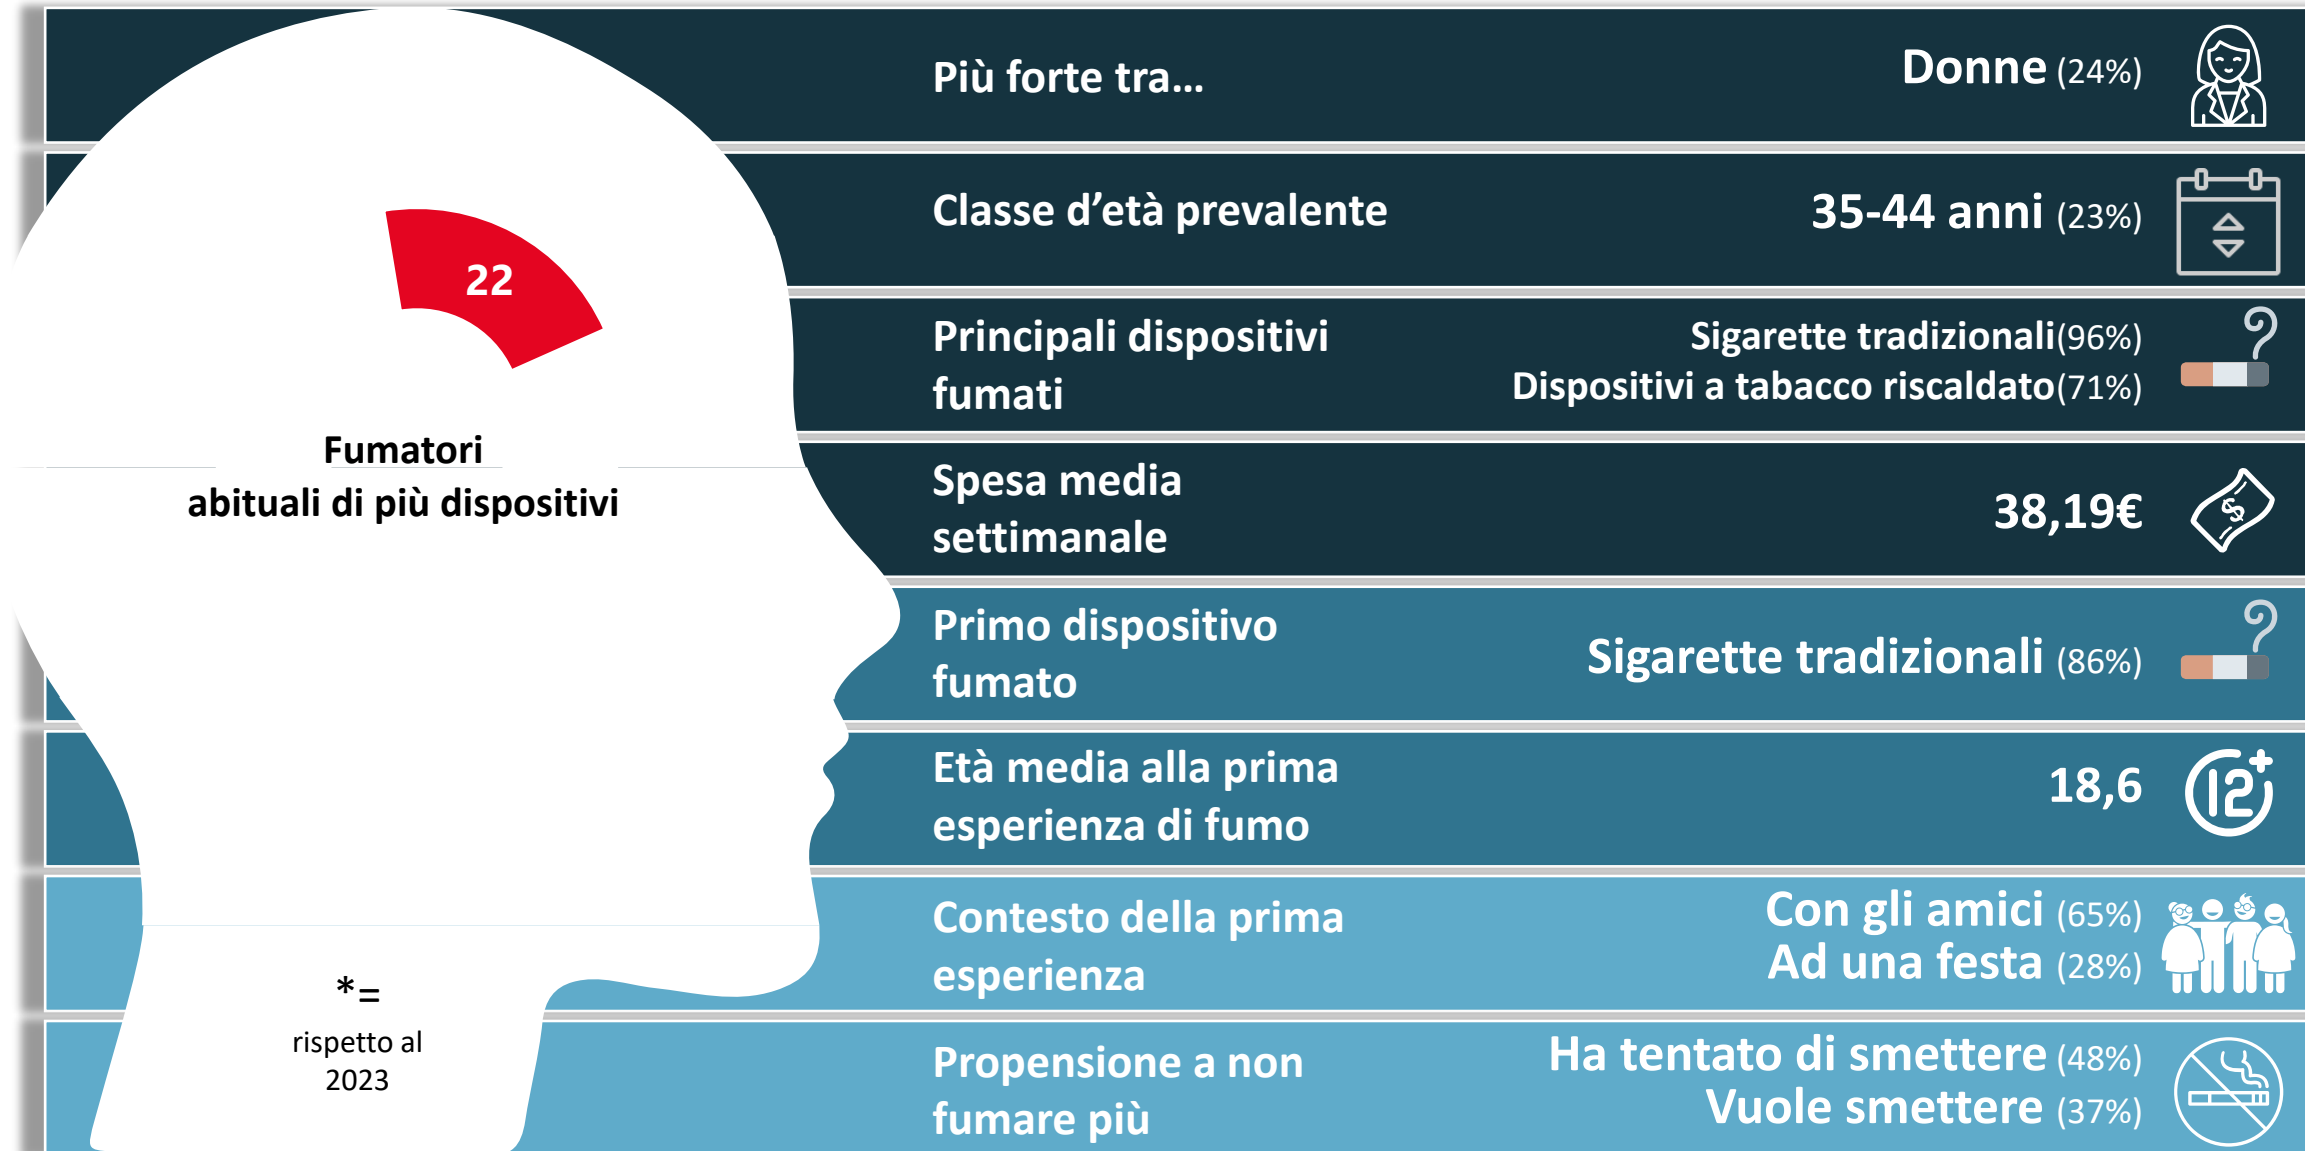 22
Fumatori
abituali di più dispositivi
*=
rispetto al
2023
Più forte tra...
Donne (24%)
Classe d'età prevalente
35-44 anni (23%)
Principali dispositivi
fumati
Sigarette tradizionali(96%)
Dispositivi a tabacco riscaldato(71%)
Spesa media
settimanale
38,19€
$
Primo dispositivo
fumato
Sigarette tradizionali (86%)
Età media alla prima
esperienza di fumo
18,6
12+
Contesto della prima
esperienza
Con gli amici (65%)
Ad una festa (28%)
Propensione a non
fumare più
Ha tentato di smettere (48%)
Vuole smettere (37%)